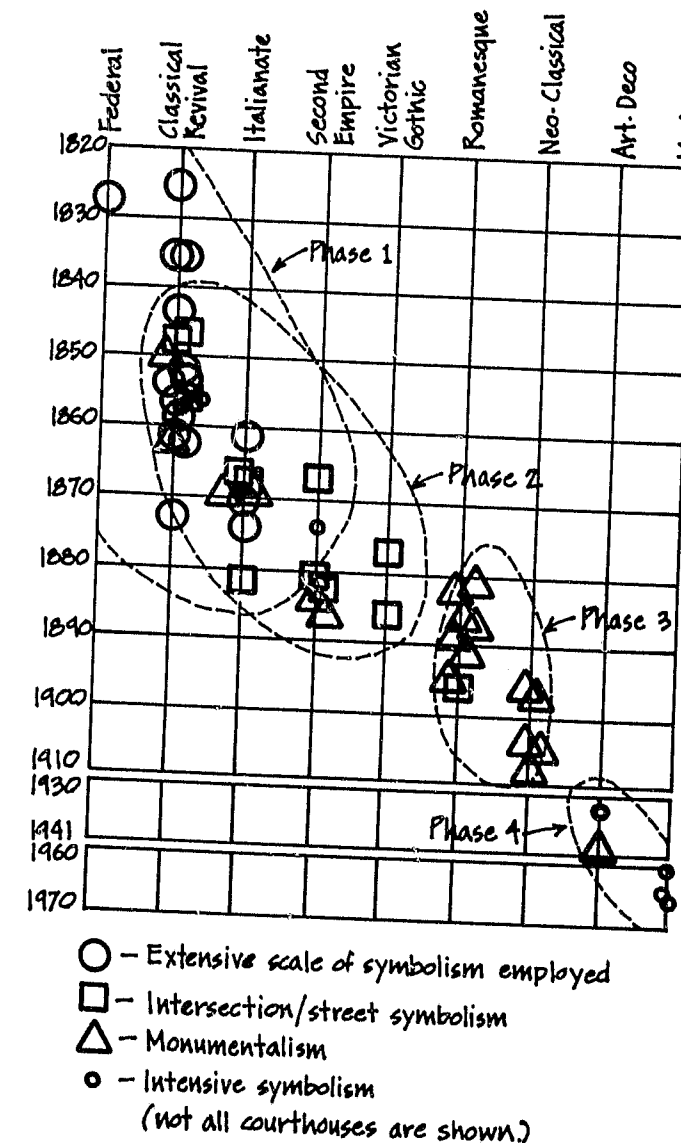 Federal
Classical
Revival
Italianate
Second
Empire
Victorian
Gothic
Romanesque
Neo-Classical
Art-Deco
1820
1830
Phase 1
1840
1850
1860
1870
Phase 2
1880
1890
Phase 3
1900
1910
1930
Phase 4
1941
1960
1970
— Extensive scale of symbolism employed
— Intersection/street symbolism
— Monumentalism
— Intensive symbolism
(not all courthouses are shown.)